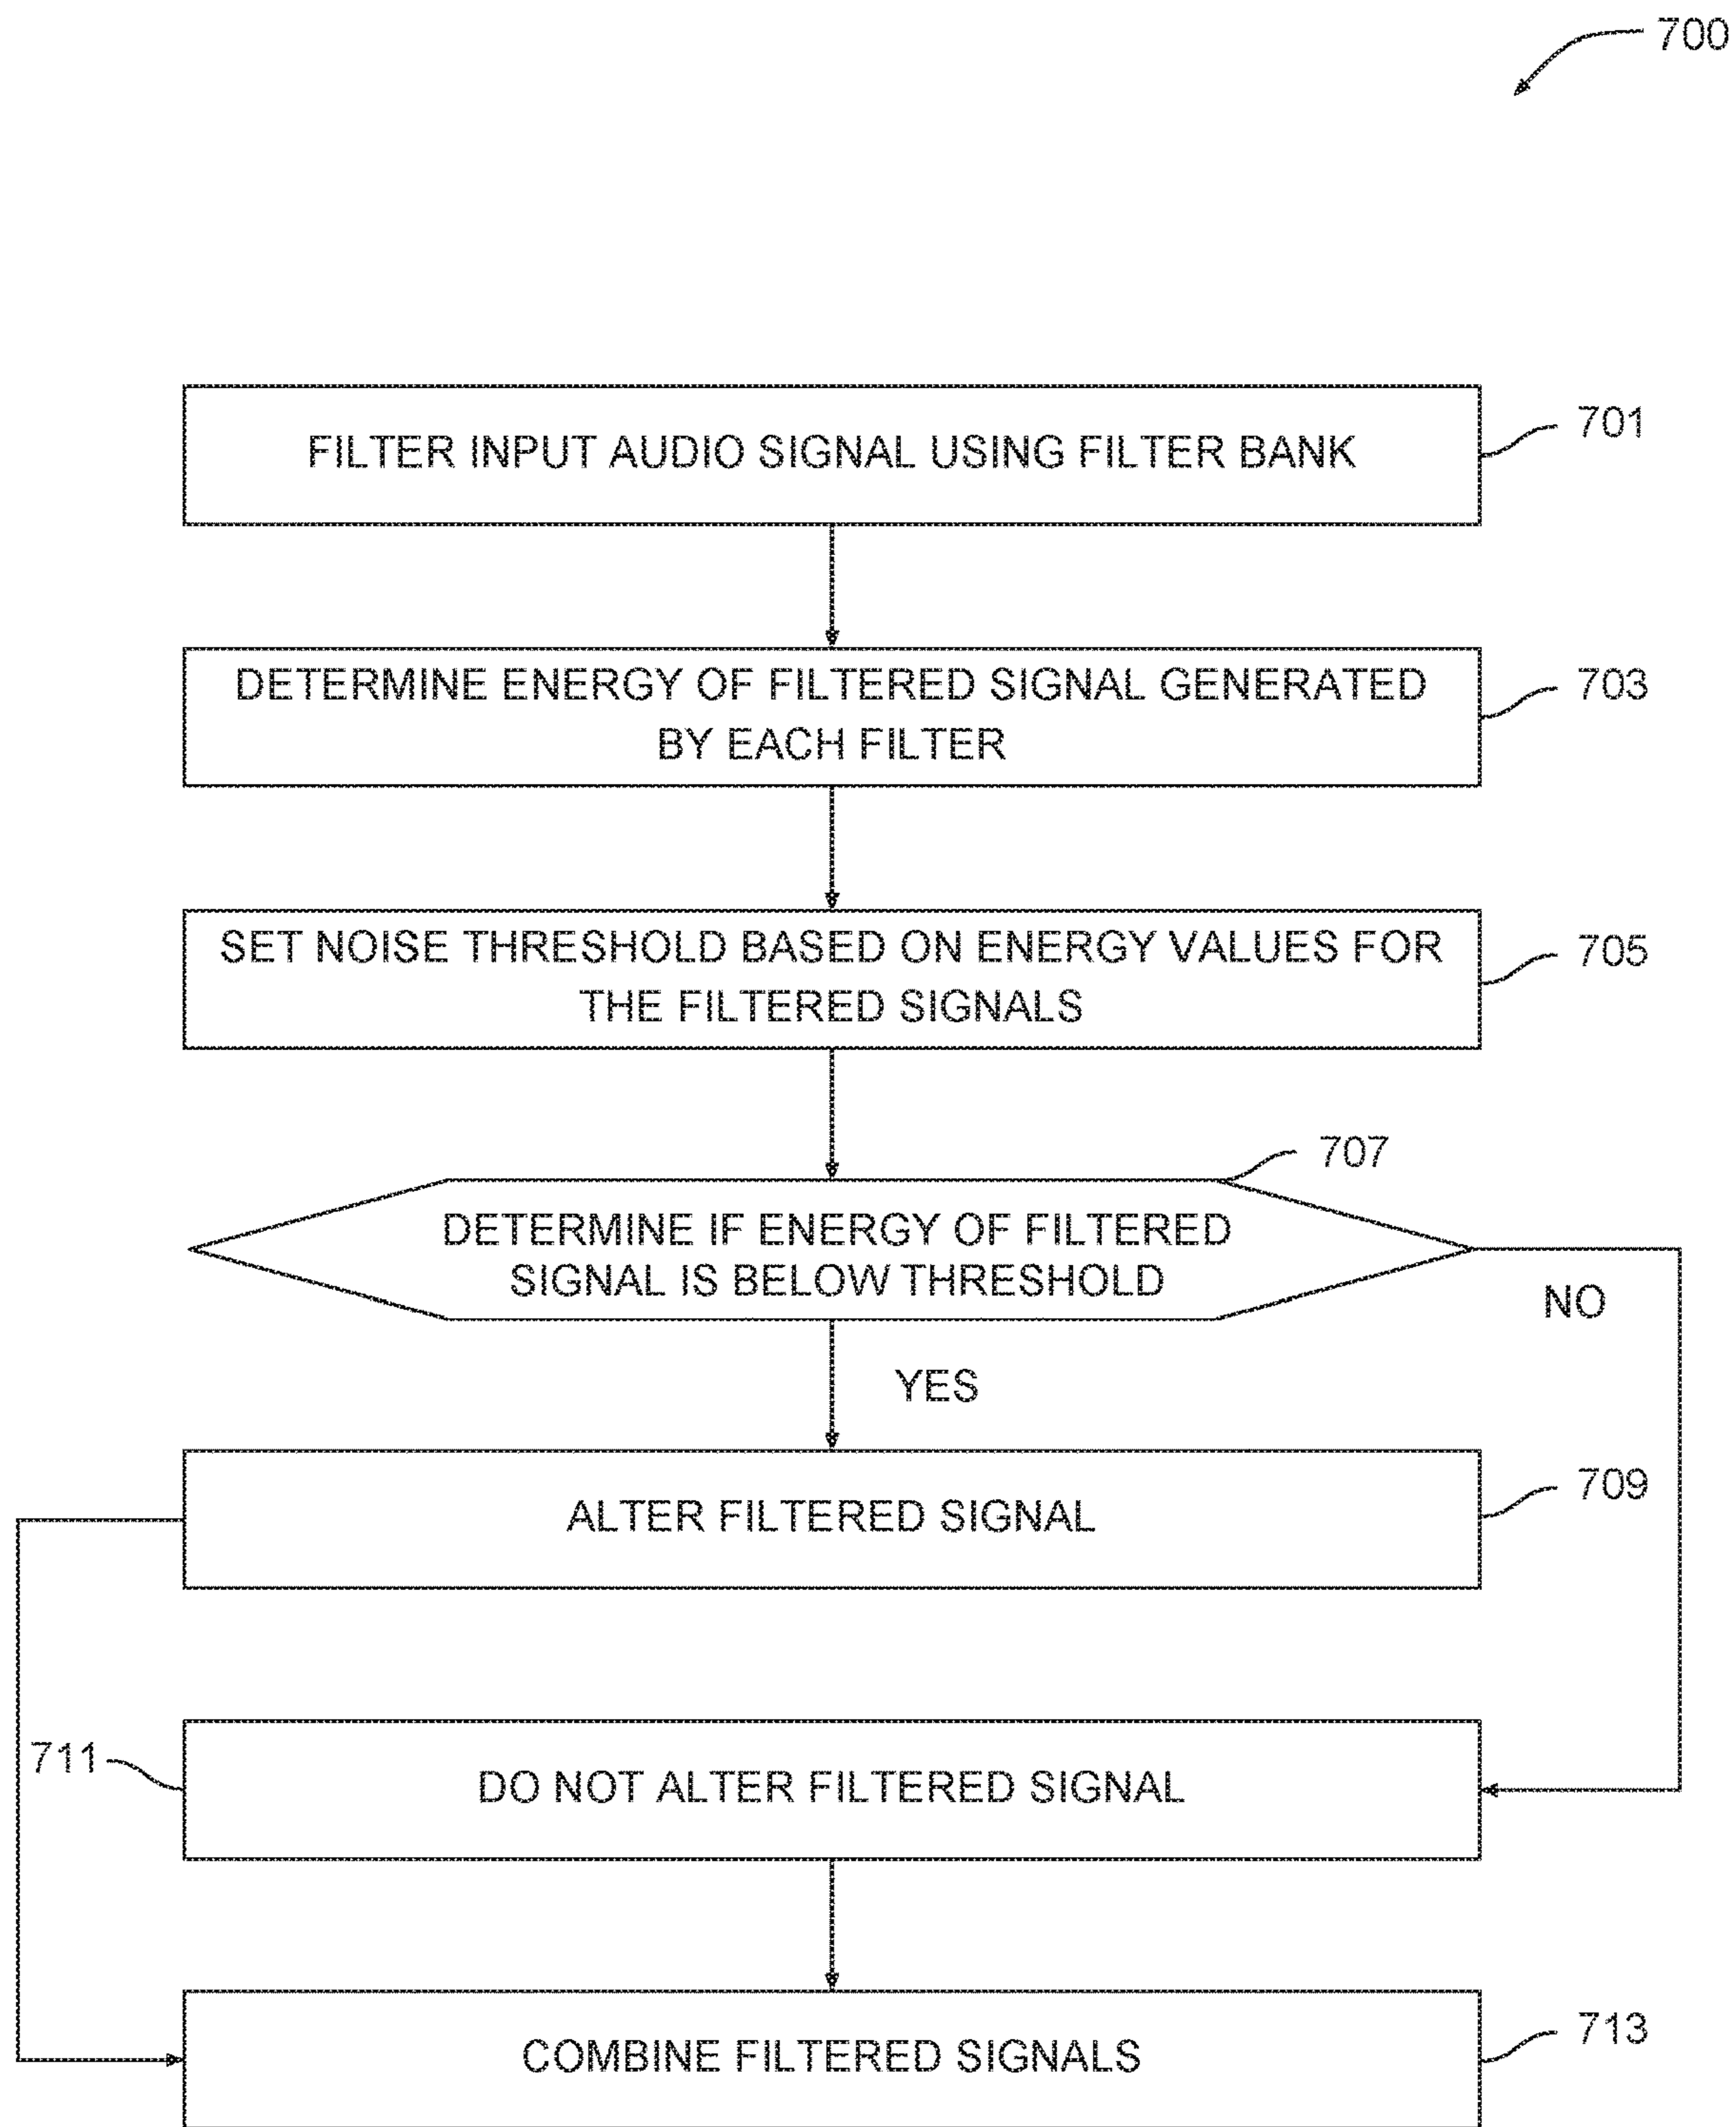 700
FILTER INPUT AUDIO SIGNAL USING FILTER BANK
701
DETERMINE ENERGY OF FILTERED SIGNAL GENERATED
BY EACH FILTER
703
SET NOISE THRESHOLD BASED ON ENERGY VALUES FOR
THE FILTERED SIGNALS
705
707
DETERMINE IF ENERGY OF FILTERED
SIGNAL IS BELOW THRESHOLD
NO
YES
ALTER FILTERED SIGNAL
709
711
DO NOT ALTER FILTERED SIGNAL
COMBINE FILTERED SIGNALS
713